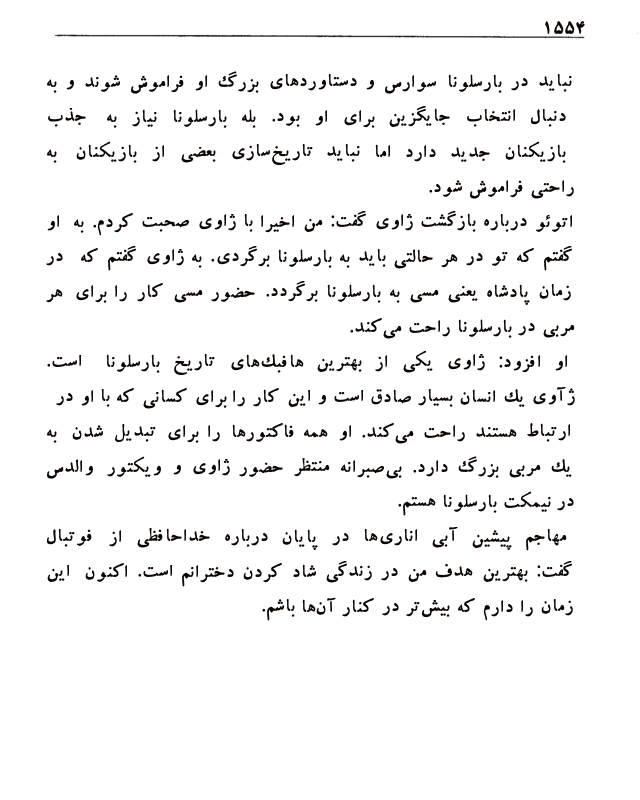 ۱۵۵۴
نباید در بارسلونا سوارس و دستاوردهای بزرگ او فراموش شوند و به
دنبال انتخاب جایگزین برای او بود. بله بارسلونا نیاز به جذب
بازیکنان جدید دارد اما نباید تاریخ‌سازی بعضی از بازیکنان به
راحتی فراموش شود.
اتوئو درباره بازگشت ژاوی گفت: من اخیرا با ژاوی صحبت کردم. به او
گفتم که تو در هر حالتی باید به بارسلونا برگردی. به ژاوی گفتم که در
زمان پادشاه یعنی مسی به بارسلونا برگردد. حضور مسی کار را برای هر
مربی در بارسلونا راحت می‌کند.
او افزود: ژاوی یکی از بهترین هافبک‌های تاریخ بارسلونا است.
ژآوی یك انسان بسیار صادق است و این کار را برای کسانی که با او در
ارتباط هستند راحت می‌کند. او همه فاکتورها را برای تبدیل شدن به
یك مربی بزرگ دارد. بی‌صبرانه منتظر حضور ژاوی و ویکتور والدس
در نیمکت بارسلونا هستم.
مهاجم پیشین آبی اناری‌ها در پایان درباره خداحافظی از فوتبال
گفت: بهترین هدف من در زندگی شاد کردن دخترانم است. اکنون این
زمان را دارم که بیش‌تر در کنار آن‌ها باشم.